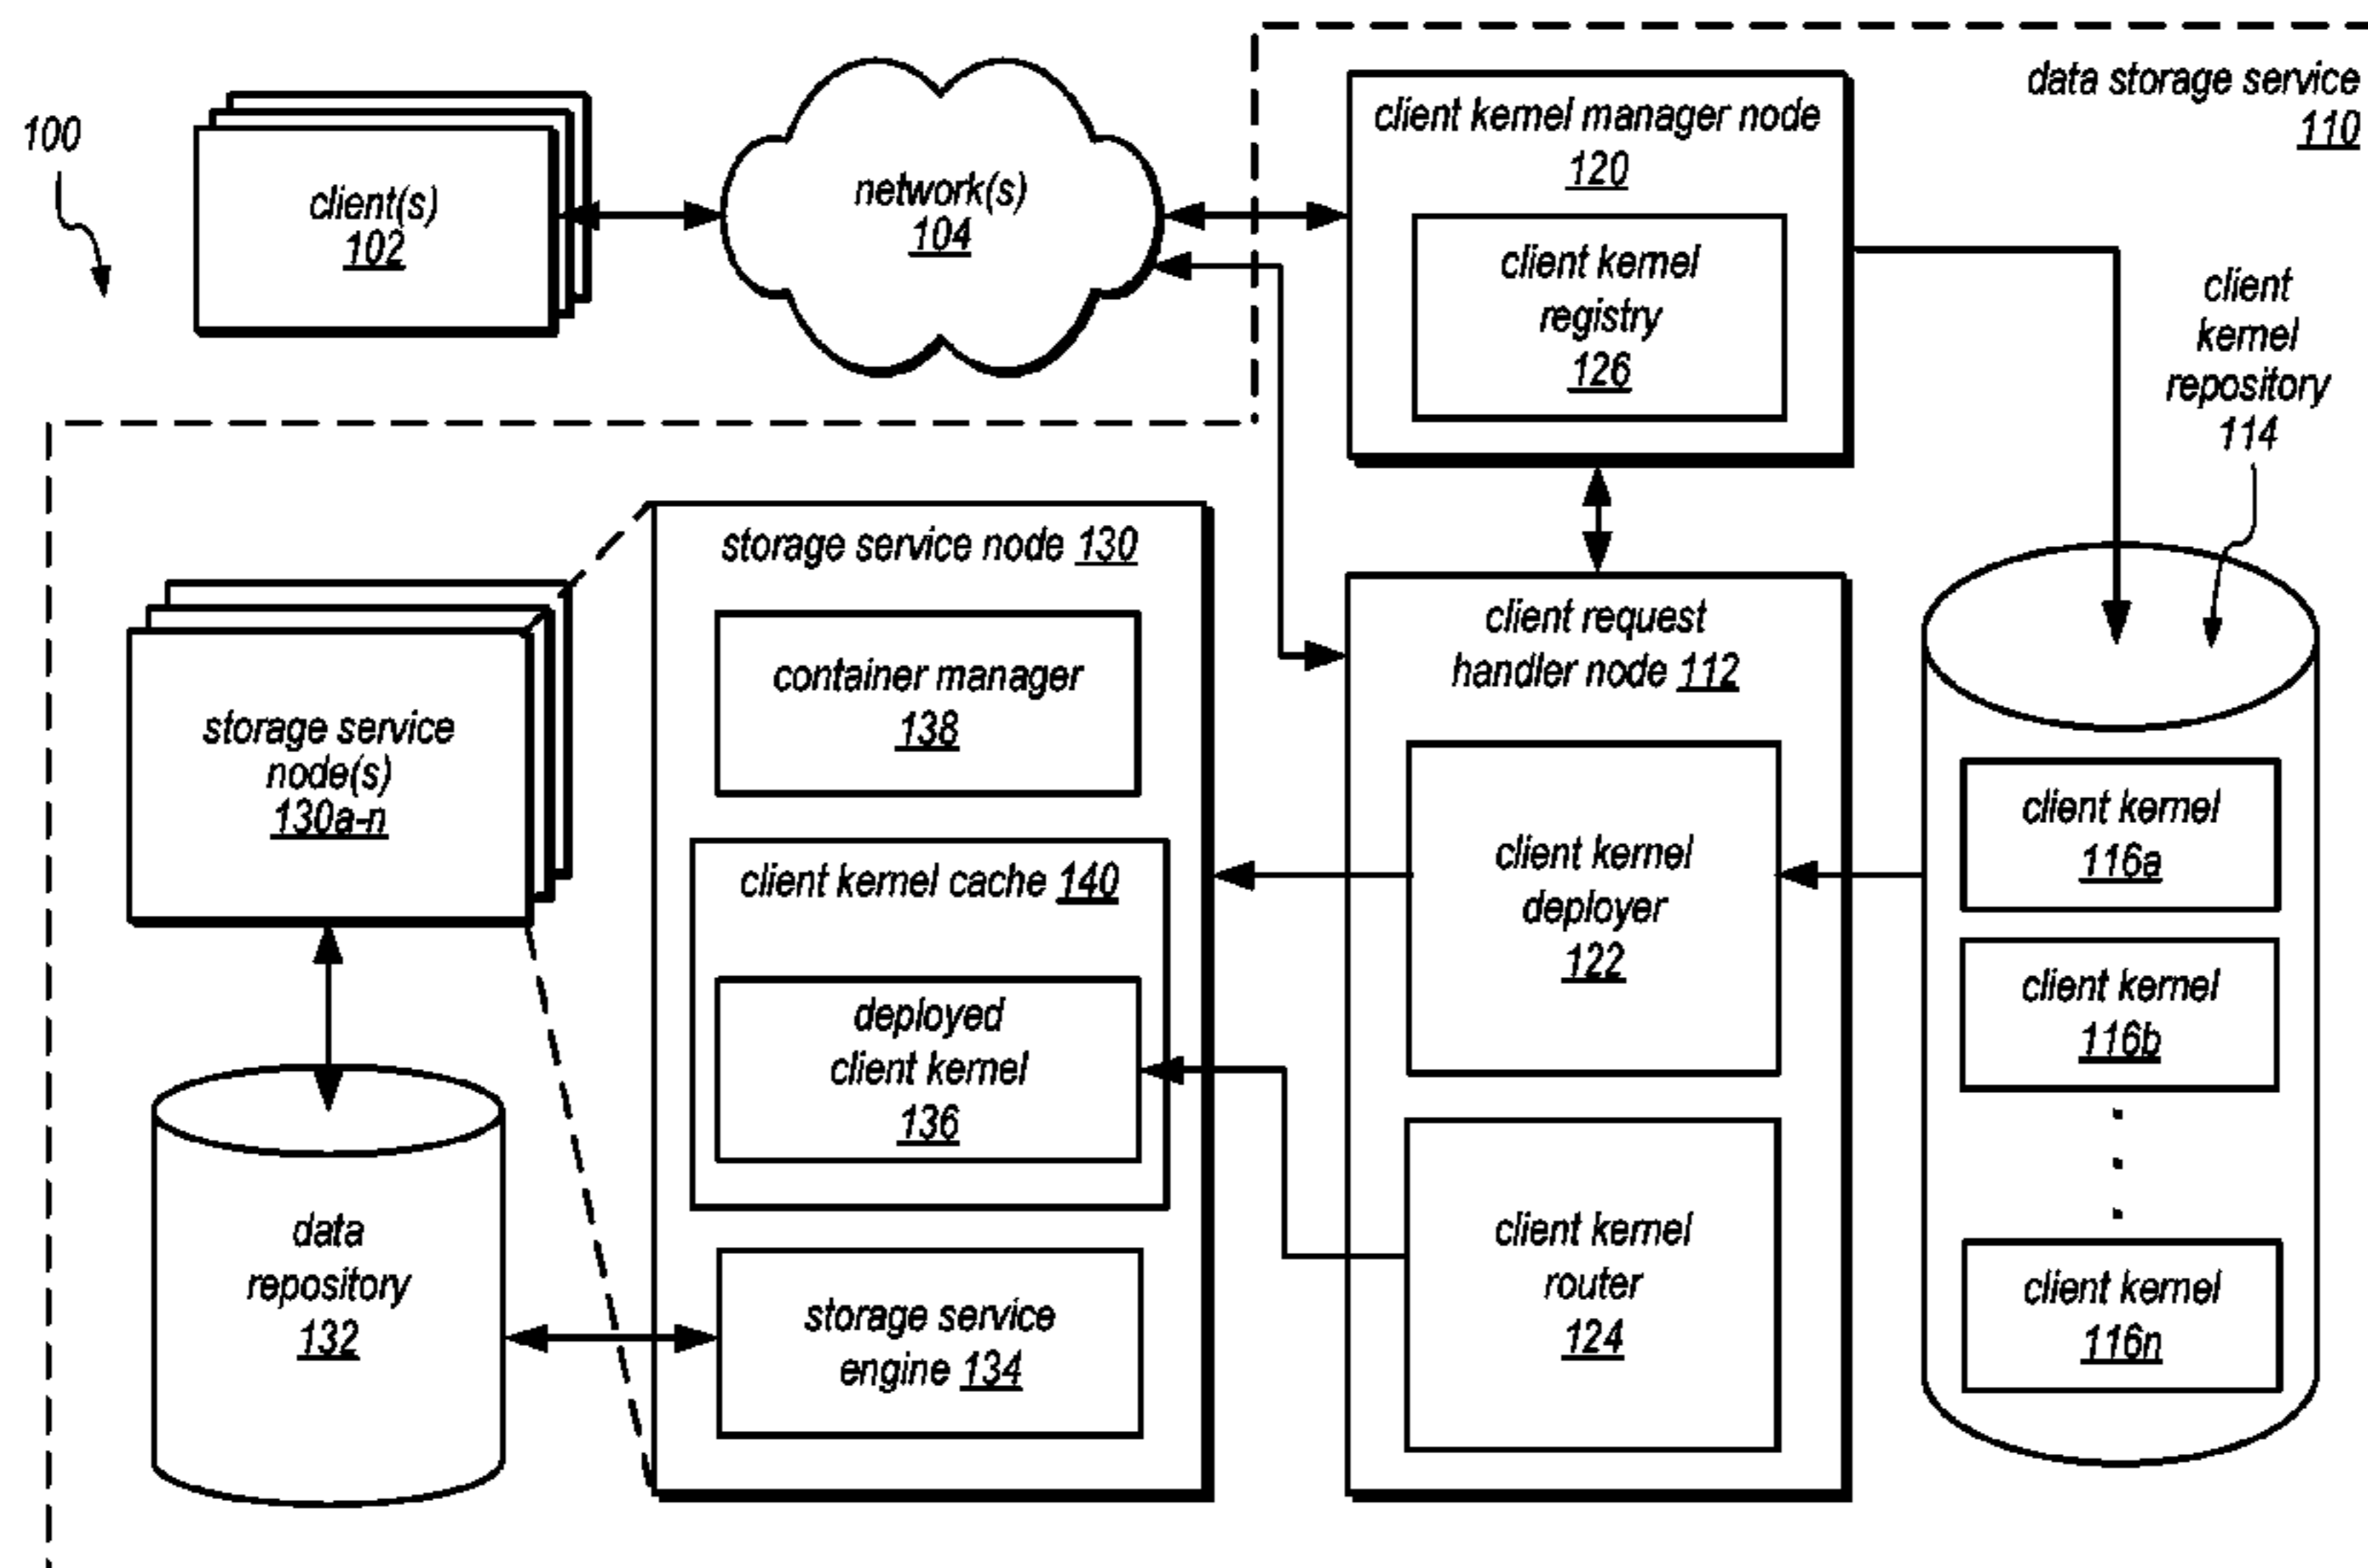 100
client(s)
102
network(s)
104
client kernel manager node
120
client kernel
registry
126
data storage service
110
client
kernel
repository
114
storage service
node(s)
130a-n
data
repository
132
storage service node 130
container manager
138
client kernel cache 140
deployed
client kernel
136
storage service
engine 134
client request
handler node 112
client kernel
deployer
122
client kernel
router
124
client kernel
116a
client kernel
116b
client kernel
116n